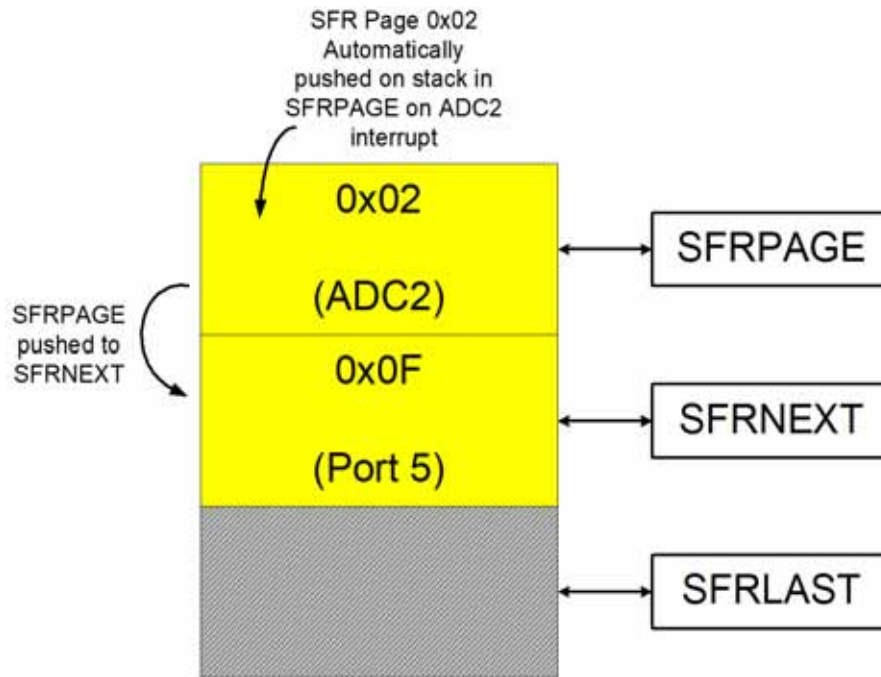 SFR Page 0x02
Automatically
pushed on stack in
SFRPAGE on ADC2
interrupt
0x02
(ADC2)
SFRPAGE
SFRPAGE
pushed to
SFRNEXT
0x0F
(Port 5)
SFRNEXT
SFRLAST